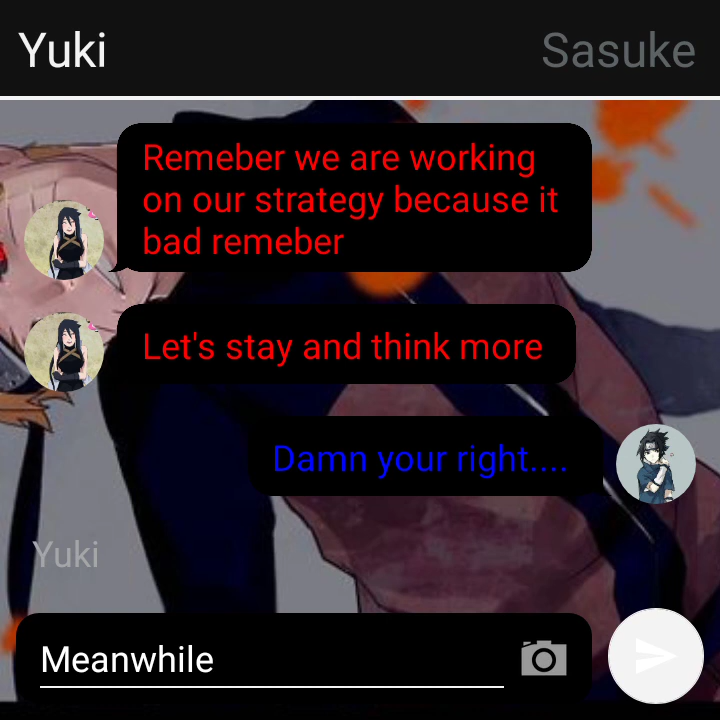 Yuki
Sasuke
Remeber we are working
on our strategy because it
bad remeber
Let's stay and think more
Damn your right....
Yuki
Meanwhile